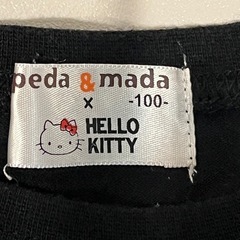 peda & mada
x -100-
HELLO
KITTY